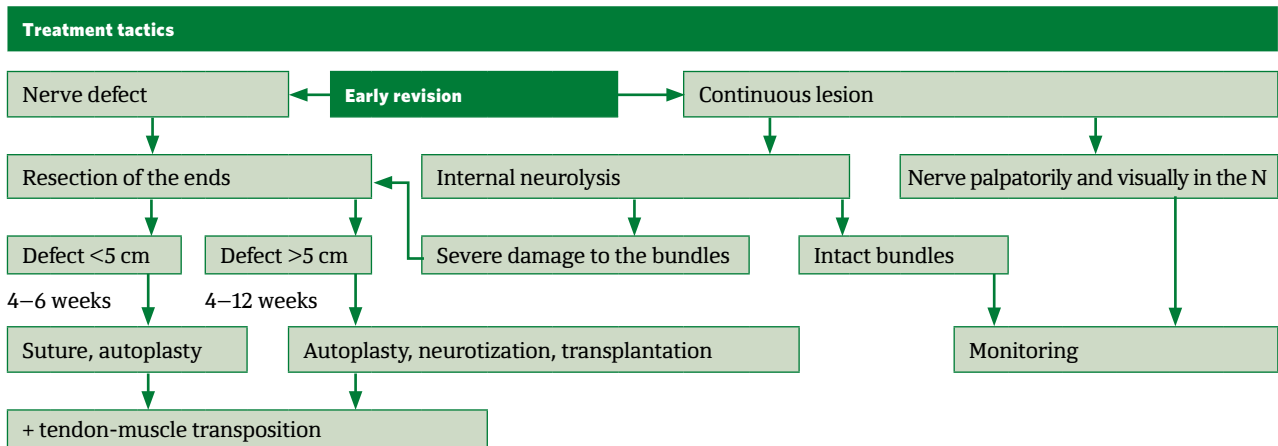 Treatment tactics
Nerve defect
Early revision
Continuous lesion
Resection of the ends
Internal neurolysis
Nerve palpatorily and visually in the N
Defect <5 cm
Defect >5 cm
Severe damage to the bundles
Intact bundles
4–6 weeks
4–12 weeks
Suture, autoplasty
Autoplasty, neurotization, transplantation
Monitoring
+ tendon-muscle transposition